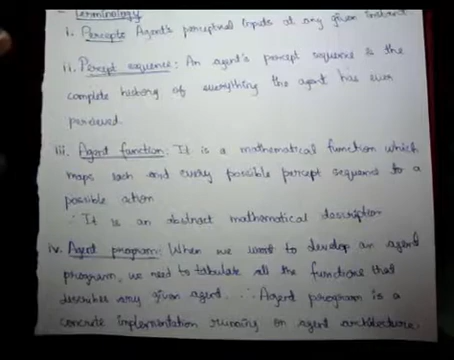 - Terminology
i. Percepts Agent's perceptual inputs at any given instant
ii. Percept sequence: An agent's percept sequence is the
complete history of everything the agent has ever
perceived.
iii. Agent function: It is a mathematical function which
maps each and every possible percept sequence to a
possible action
∴ It is an abstract mathematical description
iv. Agent program: When we want to develop an agent
program, we need to tabulate all the functions that
describes any given agent. ∴ Agent program is a
concrete implementation running on agent architecture.